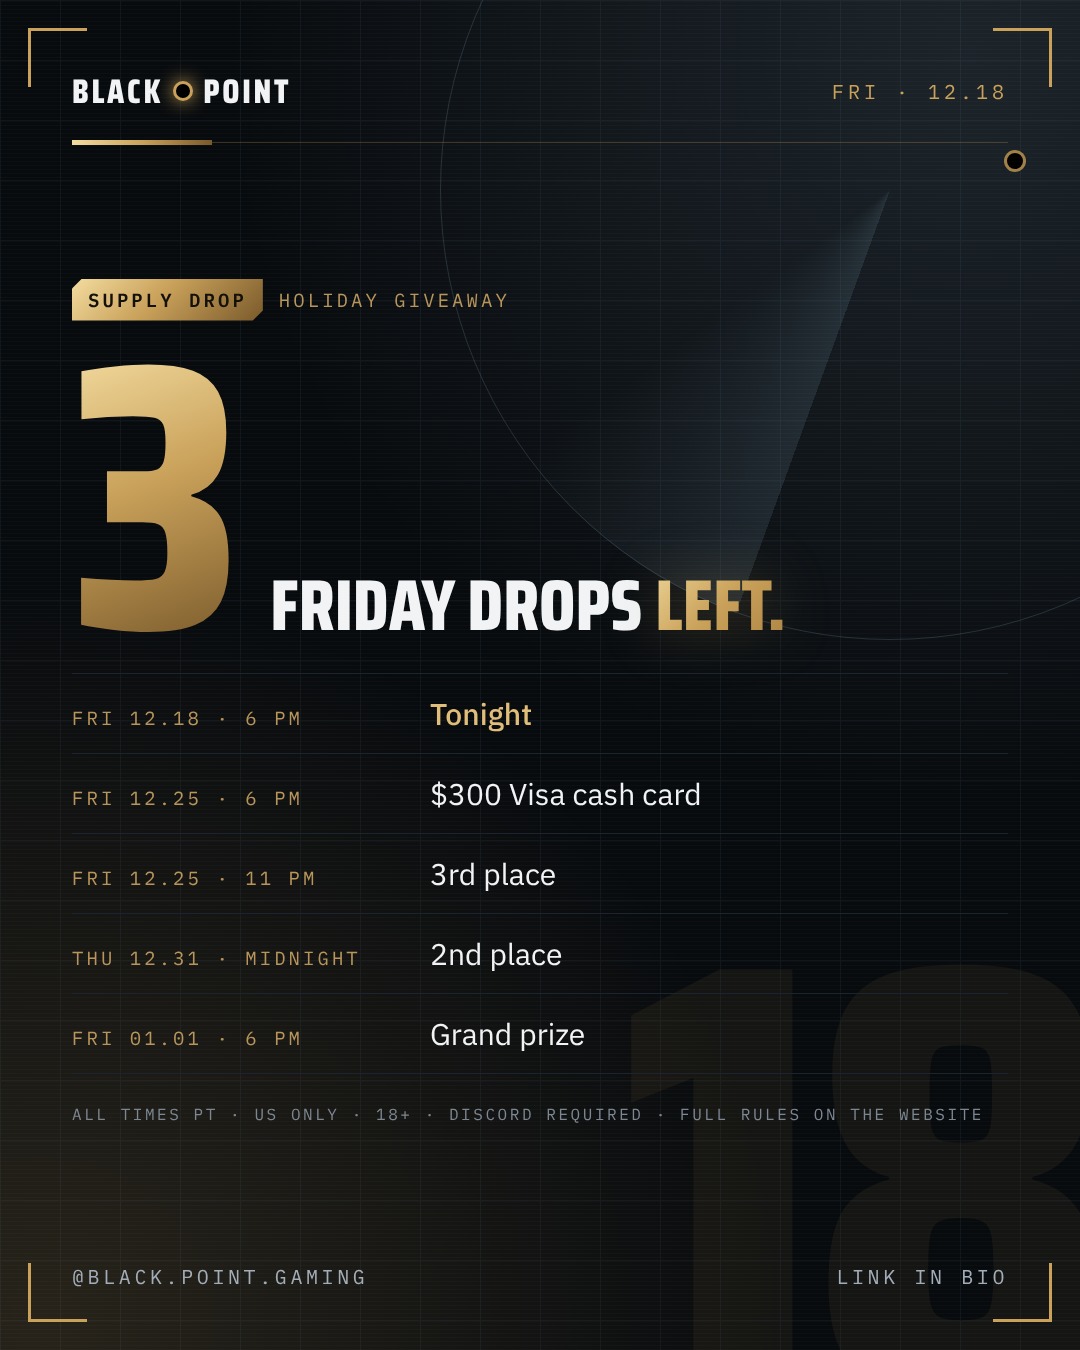 BLACK POINT
FRI · 12.18
SUPPLY DROP HOLIDAY GIVEAWAY
3 FRIDAY DROPS LEFT.
FRI 12.18 · 6 PM Tonight
FRI 12.25 · 6 PM $300 Visa cash card
FRI 12.25 · 11 PM 3rd place
THU 12.31 · MIDNIGHT 2nd place
FRI 01.01 · 6 PM Grand prize
ALL TIMES PT · US ONLY · 18+ · DISCORD REQUIRED · FULL RULES ON THE WEBSITE
18
@BLACK.POINT.GAMING
LINK IN BIO